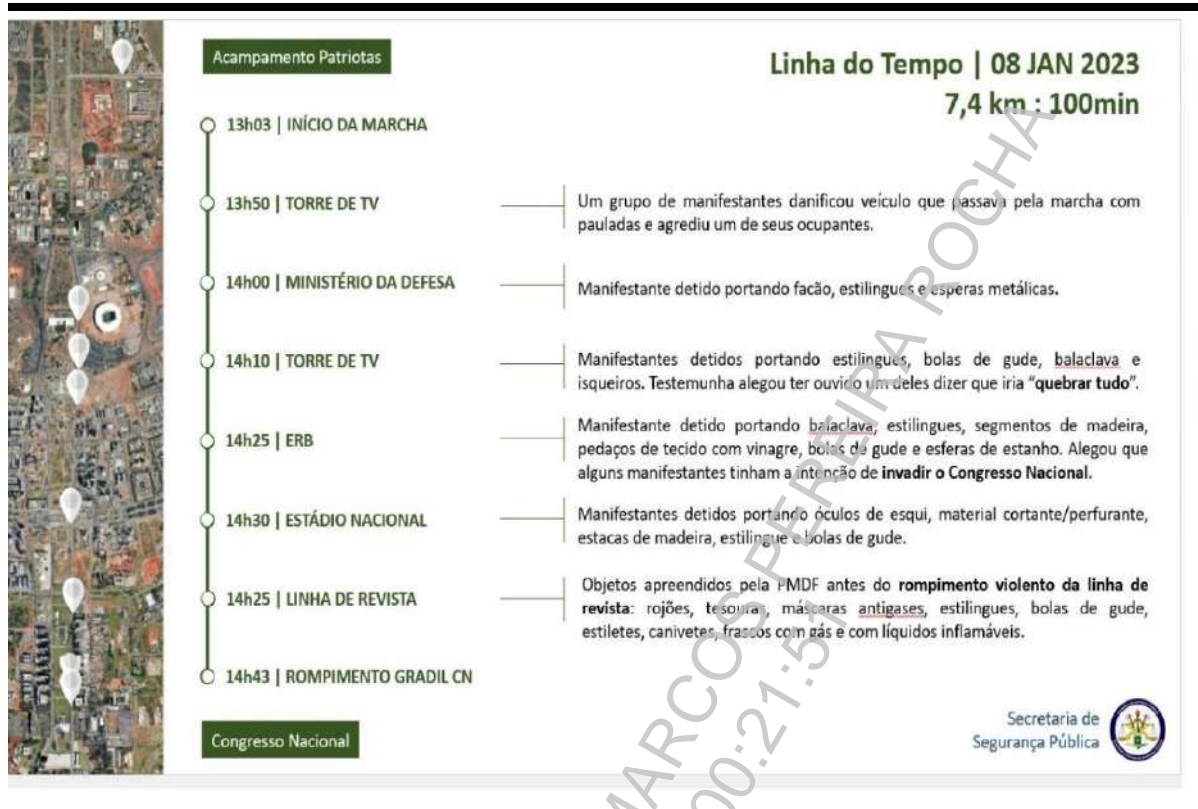 Acampamento Patriotas
Linha do Tempo | 08 JAN 2023
7,4 km : 100min
13h03 | INÍCIO DA MARCHA
13h50 | TORRE DE TV
Um grupo de manifestantes danificou veículo que passava pela marcha com
pauladas e agrediu um de seus ocupantes.
14h00 | MINISTÉRIO DA DEFESA
Manifestante detido portando facão, estilingues e esperas metálicas.
14h10 | TORRE DE TV
Manifestantes detidos portando estilingues, bolas de gude, balaclava e
isqueiros. Testemunha alegou ter ouvido um deles dizer que iria “quebrar tudo”.
14h25 | ERB
Manifestante detido portando balaclava, estilingues, segmentos de madeira,
pedaços de tecido com vinagre, bolas de gude e esferas de estanho. Alegou que
alguns manifestantes tinham a intenção de invadir o Congresso Nacional.
14h30 | ESTÁDIO NACIONAL
Manifestantes detidos portando óculos de esqui, material cortante/perfurante,
estacas de madeira, estilingue e bolas de gude.
14h25 | LINHA DE REVISTA
Objetos apreendidos pela PMDF antes do rompimento violento da linha de
revista: rojões, tesouras, máscaras antigases, estilingues, bolas de gude,
estiletes, canivetes, frascos com gás e com líquidos inflamáveis.
14h43 | ROMPIMENTO GRADIL CN
Congresso Nacional
Secretaria de
Segurança Pública
MARCOS PEREIRA ROCHA
00:21:51